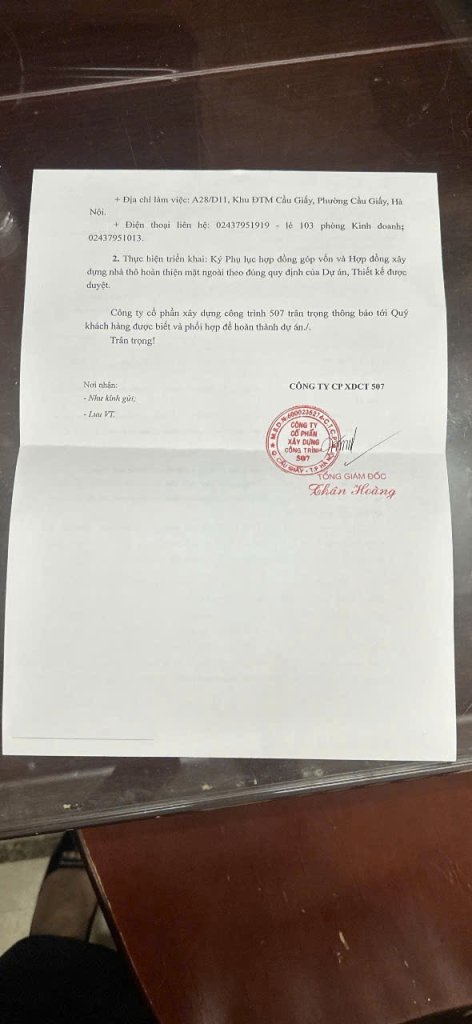 + Địa chỉ làm việc: A28/D11, Khu ĐTM Cầu Giấy, Phường Cầu Giấy, Hà
Nội.
+ Điện thoại liên hệ: 02437951919 - lẻ 103 phòng Kinh doanh;
02437951013.
2. Thực hiện triển khai: Ký Phụ lục hợp đồng góp vốn và Hợp đồng xây
dựng nhà thô hoàn thiện mặt ngoài theo đúng quy định của Dự án, Thiết kế được
duyệt.
Công ty cổ phần xây dựng công trình 507 trân trọng thông báo tới Quý
khách hàng được biết và phối hợp để hoàn thành dự án./.
Trân trọng!
Nơi nhận:
- Như kính gửi;
- Lưu VT.
CÔNG TY CP XDCT 507
CÔNG TY
CỔ PHẦN
XÂY DỰNG
CÔNG TRÌNH
507
Q. CẦU GIẤY - T.P HÀ NỘI
TỔNG GIÁM ĐỐC
Thân Hoàng